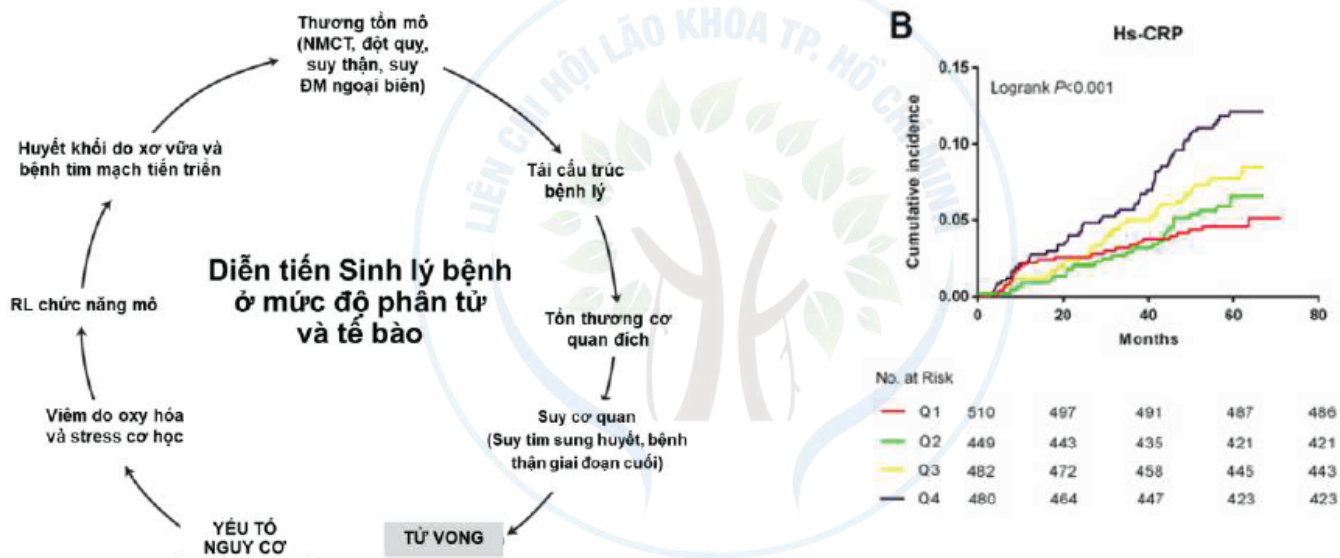 Thương tổn mô
(NMCT, đột quỵ,
suy thận, suy
ĐM ngoại biên)
Huyết khối do xơ vữa và
bệnh tim mạch tiến triển
Tái cấu trúc
bệnh lý
Diễn tiến Sinh lý bệnh
ở mức độ phân tử
và tế bào
RL chức năng mô
Tổn thương cơ
quan đích
Viêm do oxy hóa
và stress cơ học
Suy cơ quan
(Suy tim sung huyết, bệnh
thận giai đoạn cuối)
YẾU TỐ
NGUY CƠ
TỬ VONG
LIÊN CHI HỘI LÃO KHOA TP. HỒ CHÍ MINH
B
Hs-CRP
Logrank P<0.001
Cumulative incidence
0.15
0.10
0.05
0.00
0 20 40 60 80
Months
No. at Risk
Q1 510 497 491 487 486
Q2 449 443 435 421 421
Q3 482 472 458 445 443
Q4 480 464 447 423 423